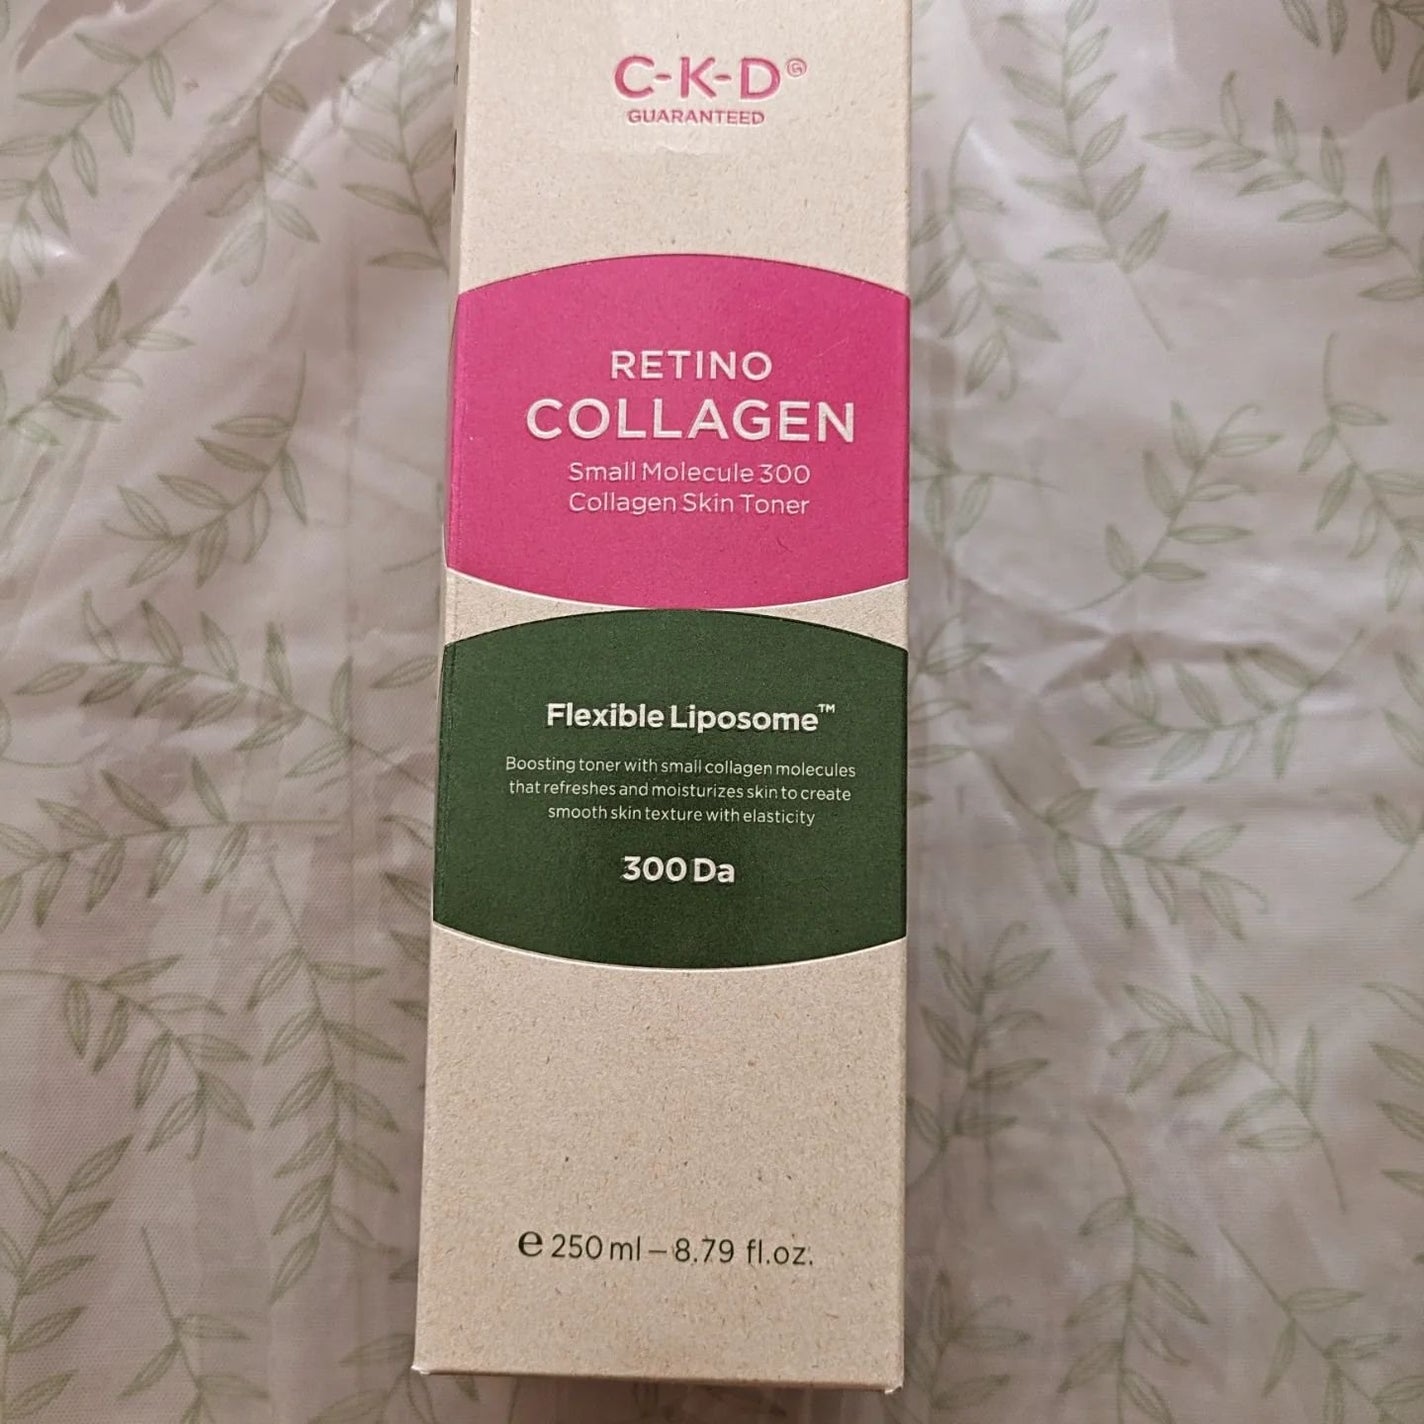 C-K-D®
GUARANTEED
RETINO
COLLAGEN
Small Molecule 300
Collagen Skin Toner
Flexible Liposome™
Boosting toner with small collagen molecules
that refreshes and moisturizes skin to create
smooth skin texture with elasticity
300 Da
℮ 250 ml – 8.79 fl.oz.